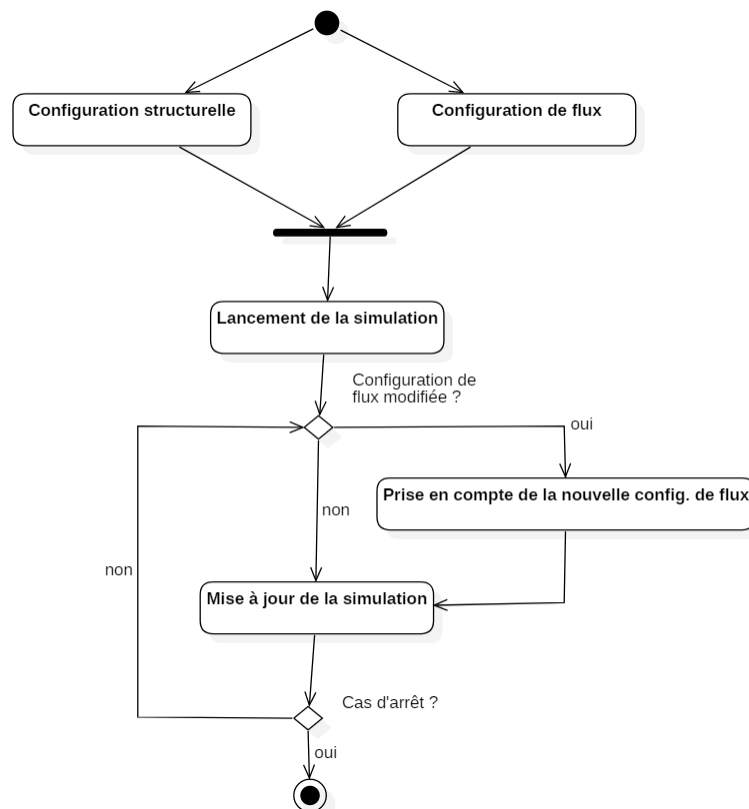 Configuration structurelle
Configuration de flux
Lancement de la simulation
Configuration de
flux modifiée ?
oui
Prise en compte de la nouvelle config. de flux
non
non
Mise à jour de la simulation
Cas d'arrêt ?
oui